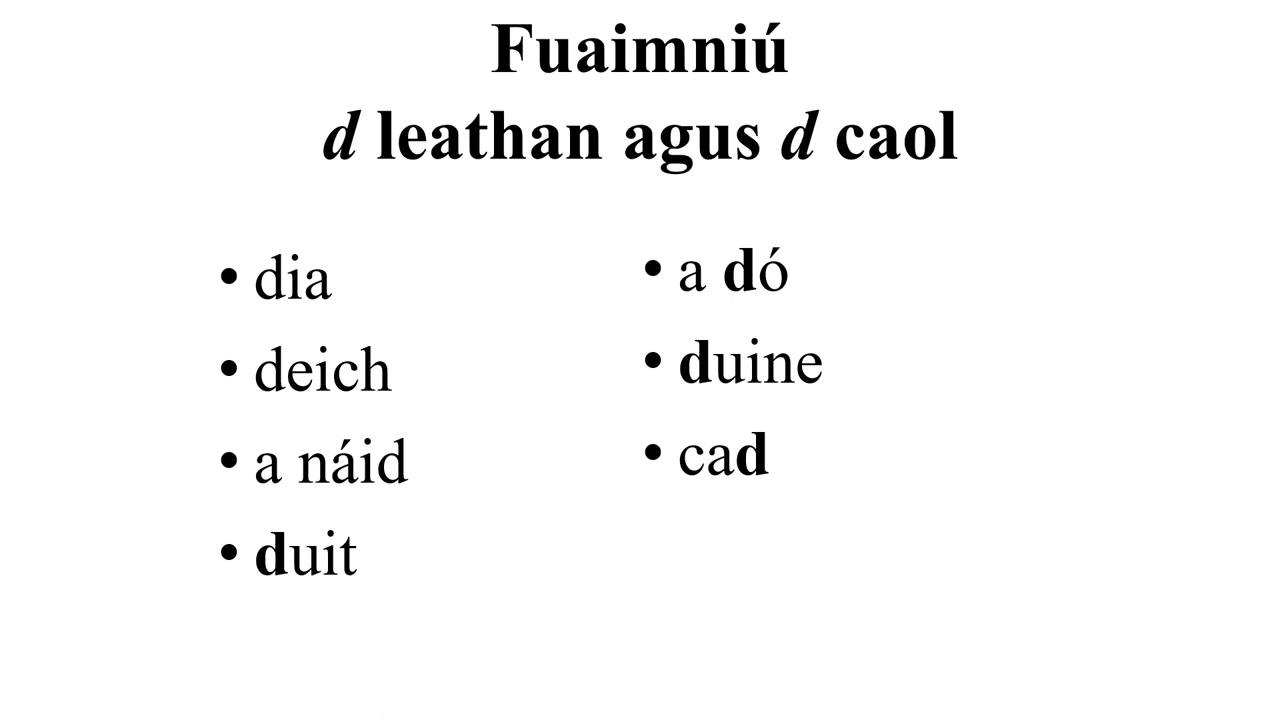 Fuaimniú
d leathan agus d caol
• dia
• deich
• a náid
• duit
• a dó
• duine
• cad